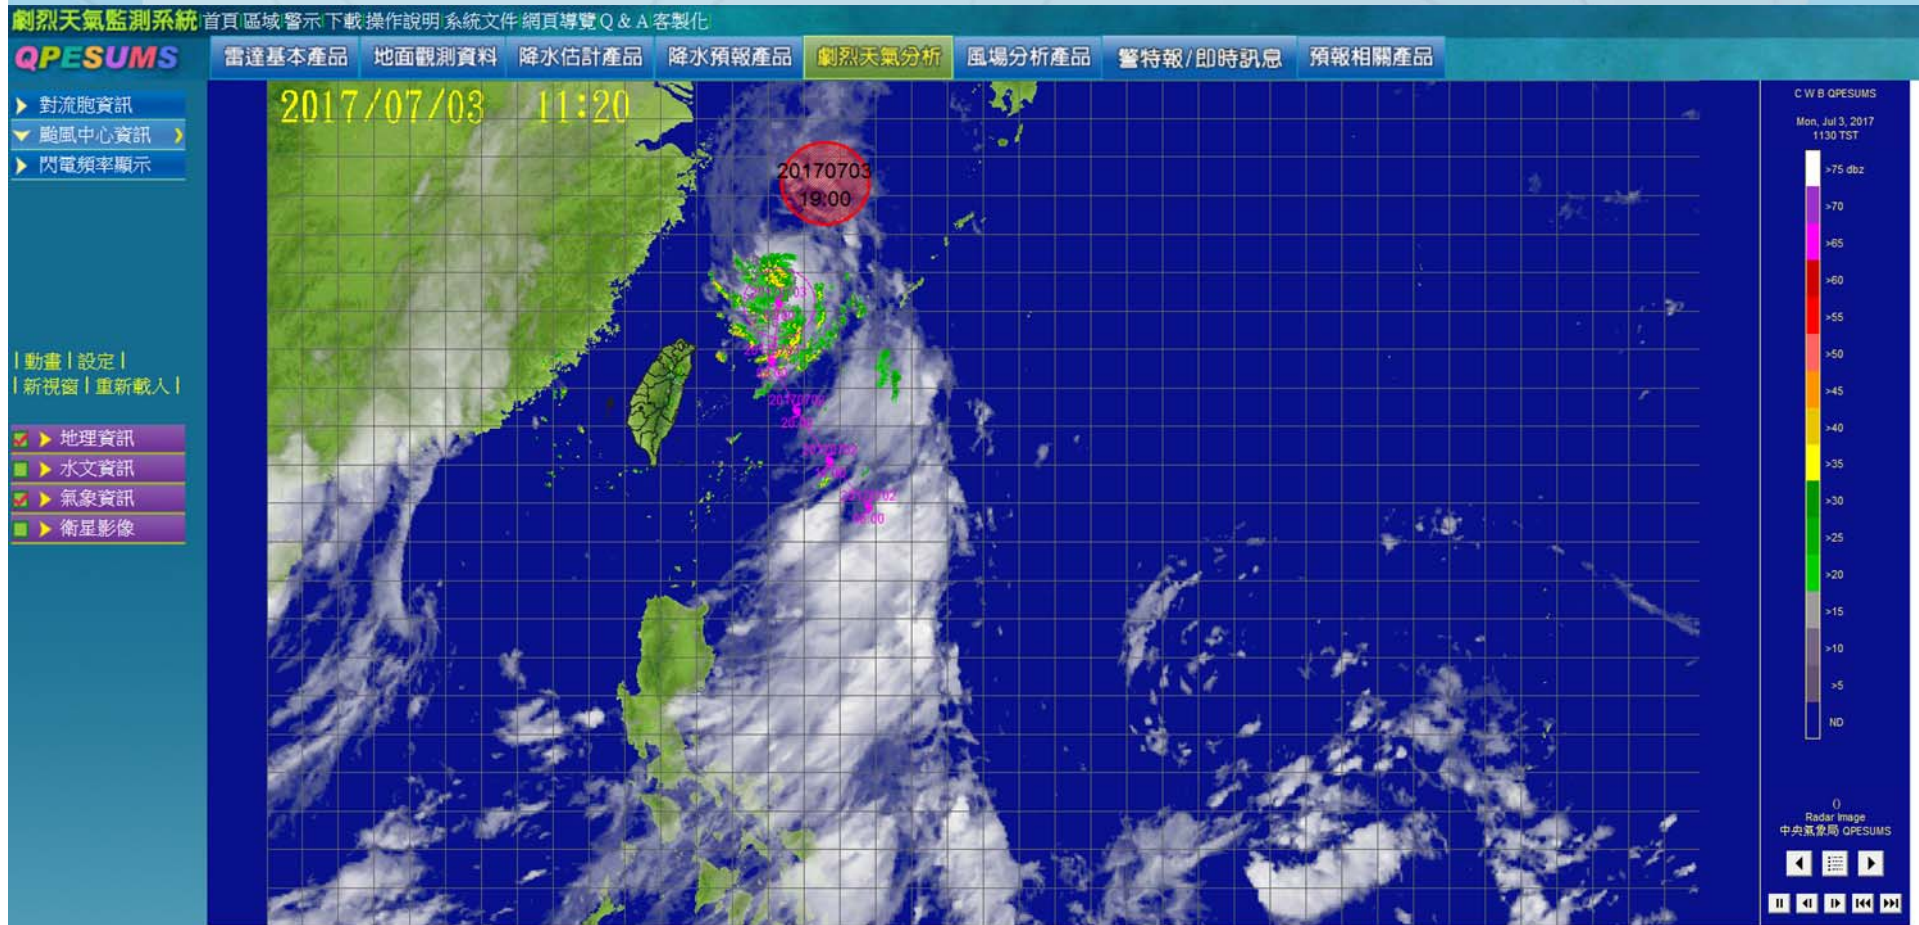 劇烈天氣監測系統 首頁|區域|警示|下載|操作說明|系統文件|網頁導覽|Q & A|客製化
QPESUMS
雷達基本產品 地面觀測資料 降水估計產品 降水預報產品 劇烈天氣分析 風場分析產品 警特報/即時訊息 預報相關產品
對流胞資訊
颱風中心資訊
閃電頻率顯示
| 動畫 | 設定 |
| 新視窗 | 重新載入 |
地理資訊
水文資訊
氣象資訊
衛星影像
2017/07/03 11:20
20170703
19:00
20:00
C W B QPESUMS
Mon, Jul 3, 2017
1130 TST
>75 dbz
>70
>65
>60
>55
>50
>45
>40
>35
>30
>25
>20
>15
>10
>5
ND
()
Radar Image
中央氣象局 QPESUMS